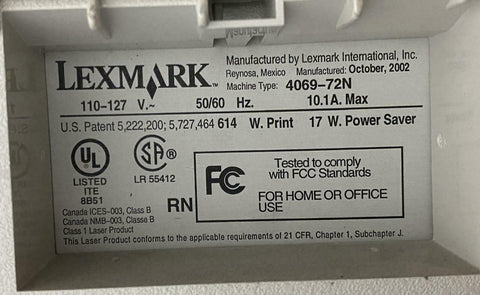 LEXMARK
Manufactured by Lexmark International, Inc.
Reynosa, Mexico Manufactured: October, 2002
Machine Type: 4069-72N
110-127 V.~ 50/60 Hz. 10.1A. Max
U.S. Patent 5,222,200; 5,727,464 614 W. Print 17 W. Power Saver
UL
LISTED
ITE
8B51
SA ®
LR 55412
FC
Tested to comply
with FCC Standards
FOR HOME OR OFFICE
USE
RN
Canada ICES-003, Class B
Canada NMB-003, Classe B
Class 1 Laser Product
This Laser Product conforms to the applicable requirements of 21 CFR, Chapter 1, Subchapter J.